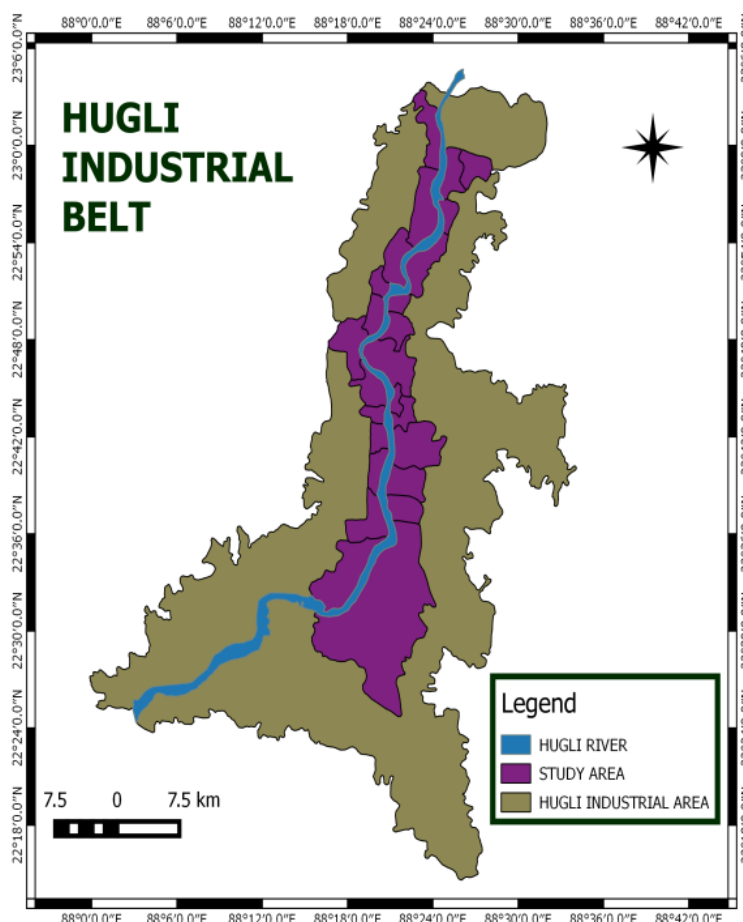 88°0'0.0"E 88°6'0.0"E 88°12'0.0"E 88°18'0.0"E 88°24'0.0"E 88°30'0.0"E 88°36'0.0"E 88°42'0.0"E
HUGLI
INDUSTRIAL
BELT
23°6'0.0"N
23°0'0.0"N
22°54'0.0"N
22°48'0.0"N
22°42'0.0"N
22°36'0.0"N
22°30'0.0"N
22°24'0.0"N
22°18'0.0"N
Legend
HUGLI RIVER
STUDY AREA
HUGLI INDUSTRIAL AREA
7.5 0 7.5 km
88°0'0.0"E 88°6'0.0"E 88°12'0.0"E 88°18'0.0"E 88°24'0.0"E 88°30'0.0"E 88°36'0.0"E 88°42'0.0"E